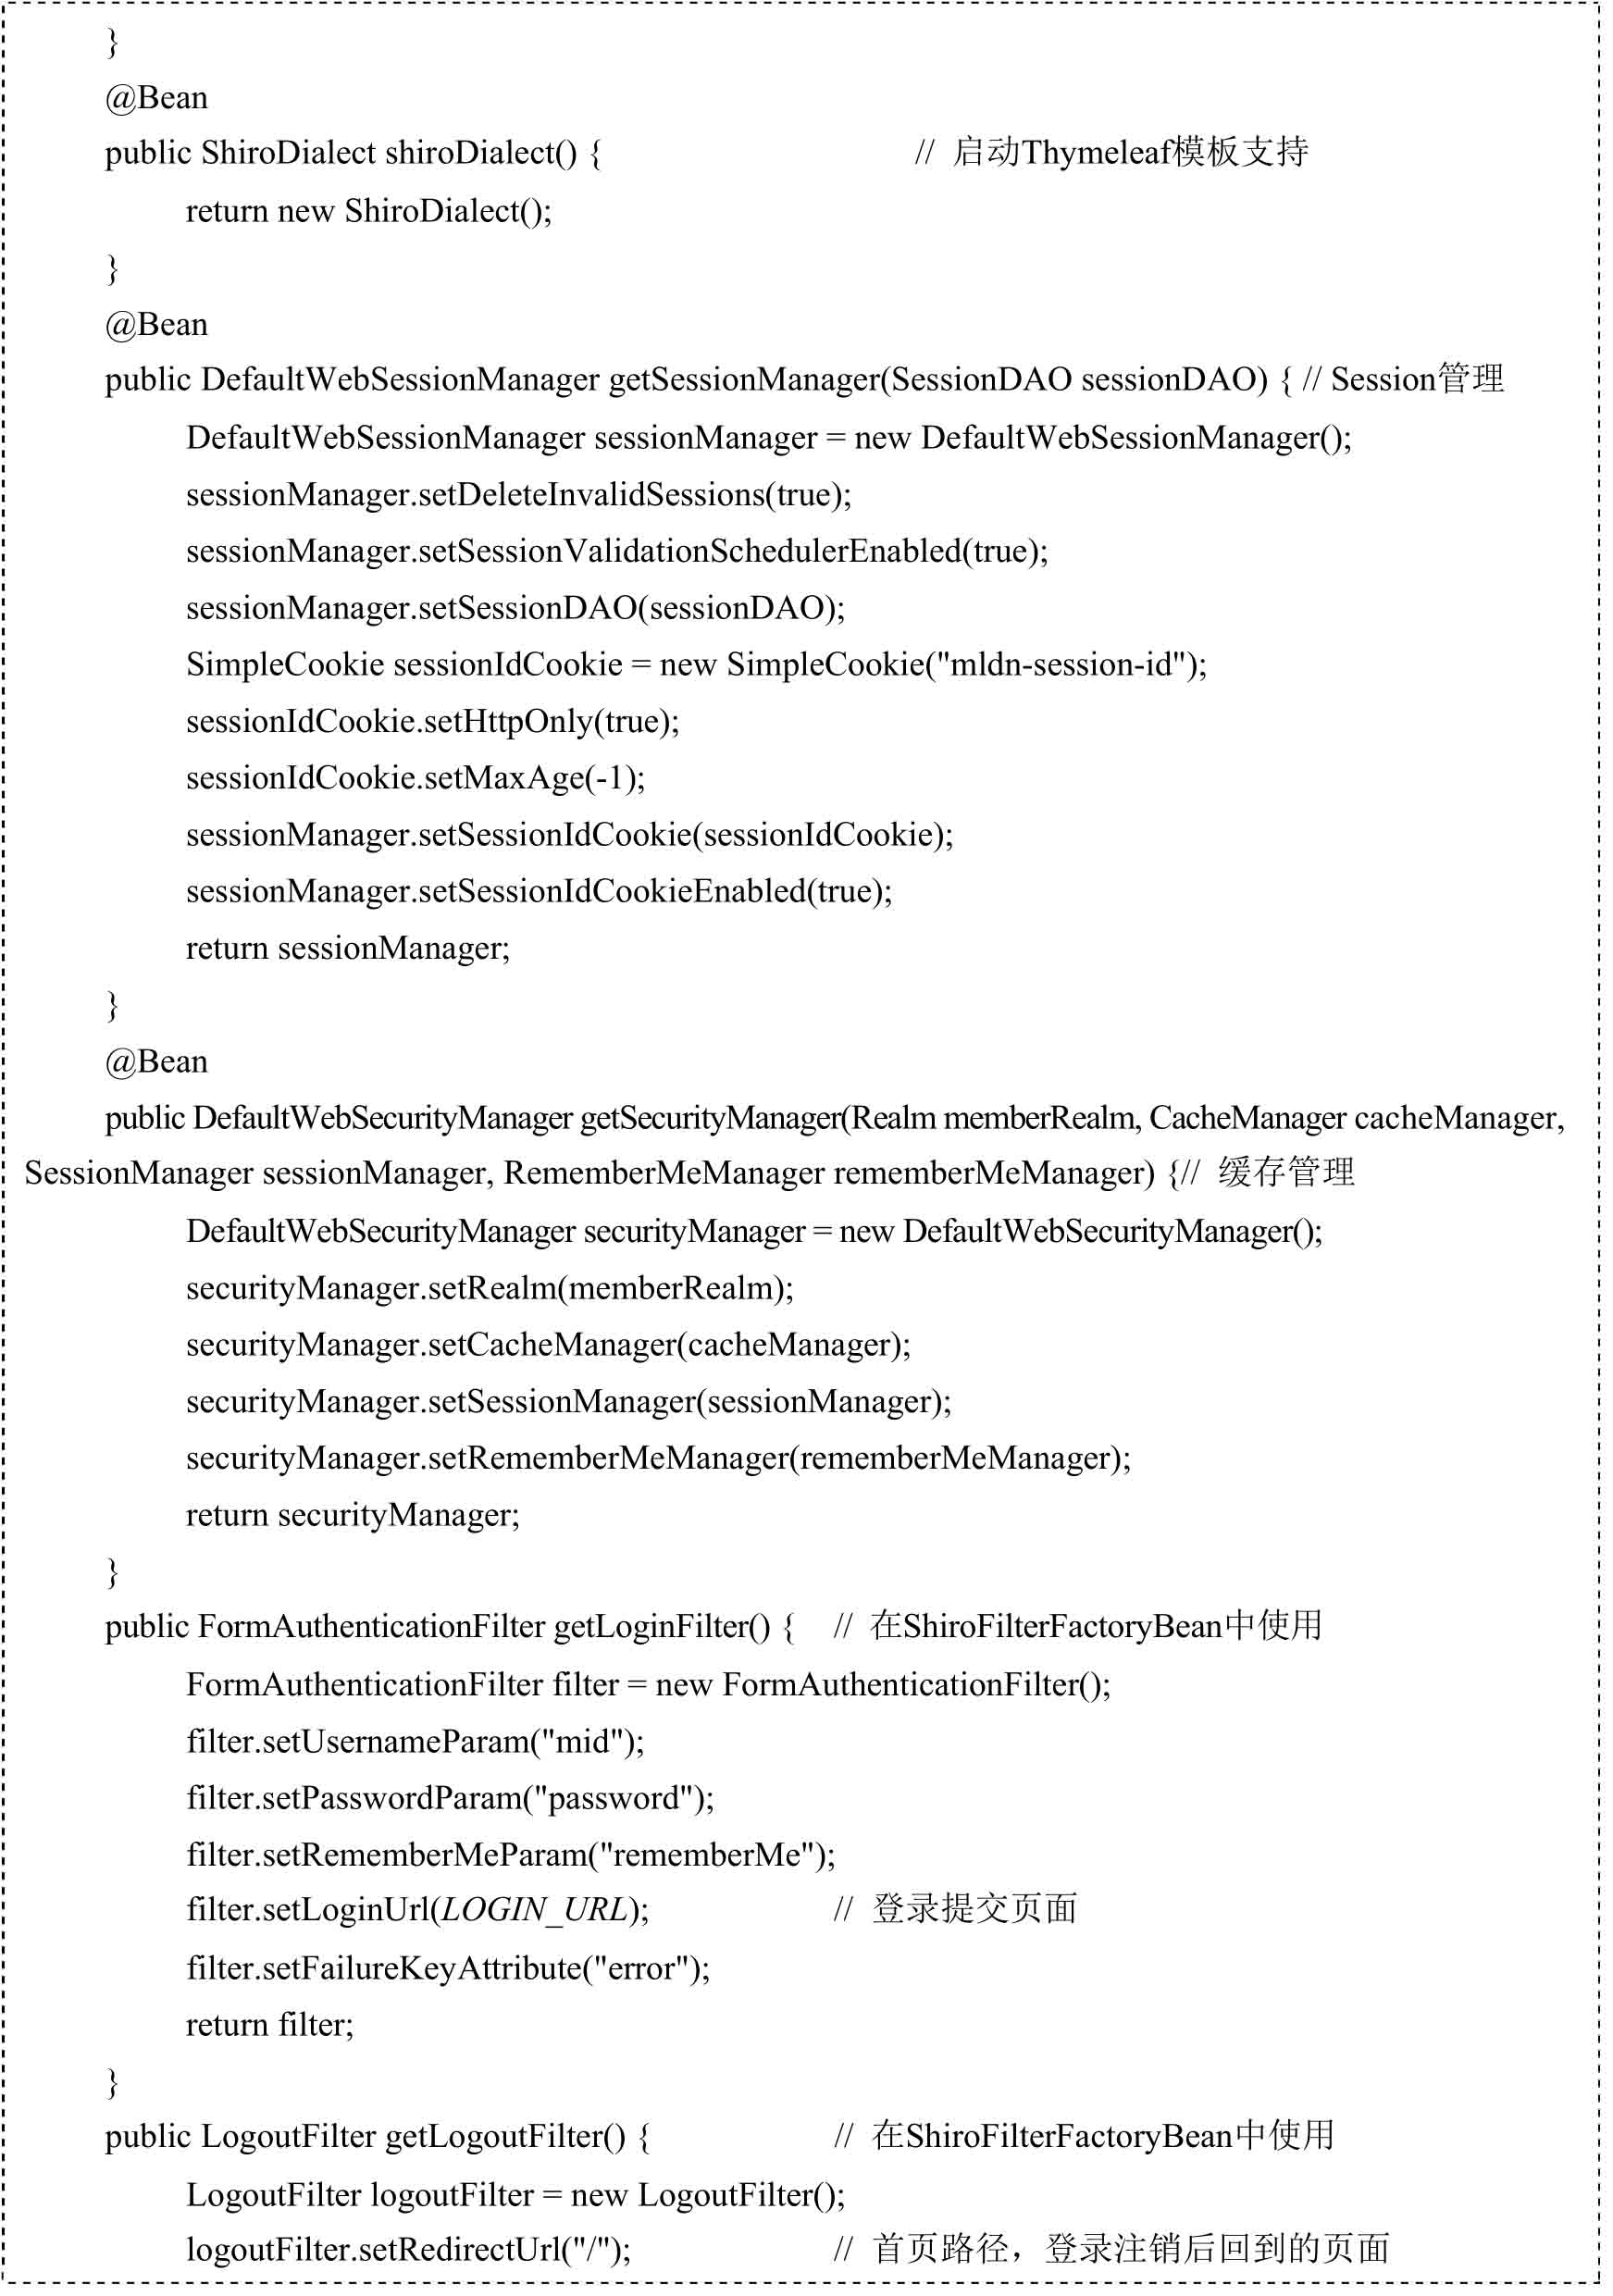 }
@Bean
public ShiroDialect shiroDialect() { // 启动Thymeleaf模板支持
return new ShiroDialect();
}
@Bean
public DefaultWebSessionManager getSessionManager(SessionDAO sessionDAO) { // Session管理
DefaultWebSessionManager sessionManager = new DefaultWebSessionManager();
sessionManager.setDeleteInvalidSessions(true);
sessionManager.setSessionValidationSchedulerEnabled(true);
sessionManager.setSessionDAO(sessionDAO);
SimpleCookie sessionIdCookie = new SimpleCookie("mldn-session-id");
sessionIdCookie.setHttpOnly(true);
sessionIdCookie.setMaxAge(-1);
sessionManager.setSessionIdCookie(sessionIdCookie);
sessionManager.setSessionIdCookieEnabled(true);
return sessionManager;
}
@Bean
public DefaultWebSecurityManager getSecurityManager(Realm memberRealm, CacheManager cacheManager,
SessionManager sessionManager, RememberMeManager rememberMeManager) {// 缓存管理
DefaultWebSecurityManager securityManager = new DefaultWebSecurityManager();
securityManager.setRealm(memberRealm);
securityManager.setCacheManager(cacheManager);
securityManager.setSessionManager(sessionManager);
securityManager.setRememberMeManager(rememberMeManager);
return securityManager;
}
public FormAuthenticationFilter getLoginFilter() { // 在ShiroFilterFactoryBean中使用
FormAuthenticationFilter filter = new FormAuthenticationFilter();
filter.setUsernameParam("mid");
filter.setPasswordParam("password");
filter.setRememberMeParam("rememberMe");
filter.setLoginUrl(LOGIN_URL); // 登录提交页面
filter.setFailureKeyAttribute("error");
return filter;
}
public LogoutFilter getLogoutFilter() { // 在ShiroFilterFactoryBean中使用
LogoutFilter logoutFilter = new LogoutFilter();
logoutFilter.setRedirectUrl("/"); // 首页路径，登录注销后回到的页面